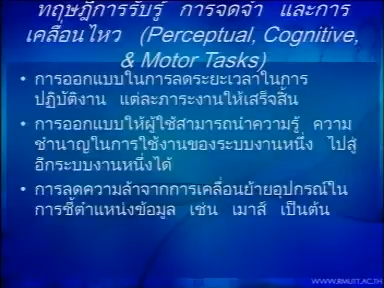 ทฤษฎีการรับรู้ การจดจำ และการ
เคลื่อนไหว (Perceptual, Cognitive,
& Motor Tasks)
• การออกแบบในการลดระยะเวลาในการ
ปฏิบัติงาน แต่ละภาระงานให้เสร็จสิ้น
• การออกแบบให้ผู้ใช้สามารถนำความรู้ ความ
ชำนาญในการใช้งานของระบบงานหนึ่ง ไปสู่
อีกระบบงานหนึ่งได้
• การลดความล้าจากการเคลื่อนย้ายอุปกรณ์ใน
การชี้ตำแหน่งข้อมูล เช่น เมาส์ เป็นต้น
WWW.RMUTT.AC.TH